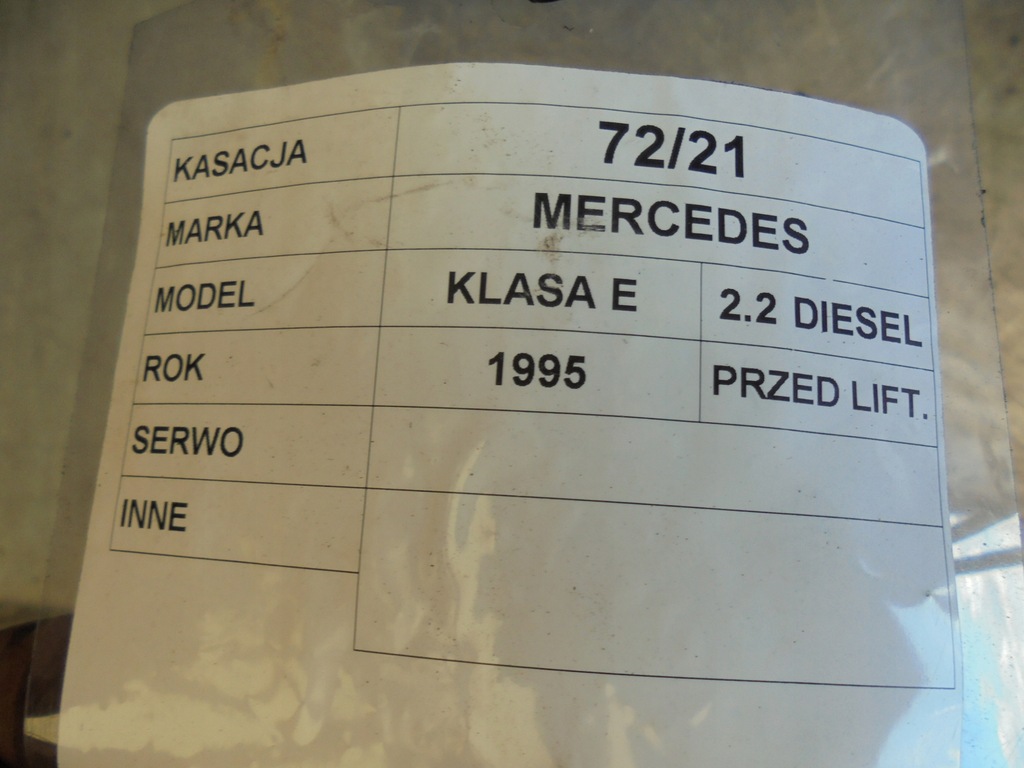 KASACJA 72/21
MARKA MERCEDES
MODEL KLASA E 2.2 DIESEL
ROK 1995 PRZED LIFT.
SERWO
INNE